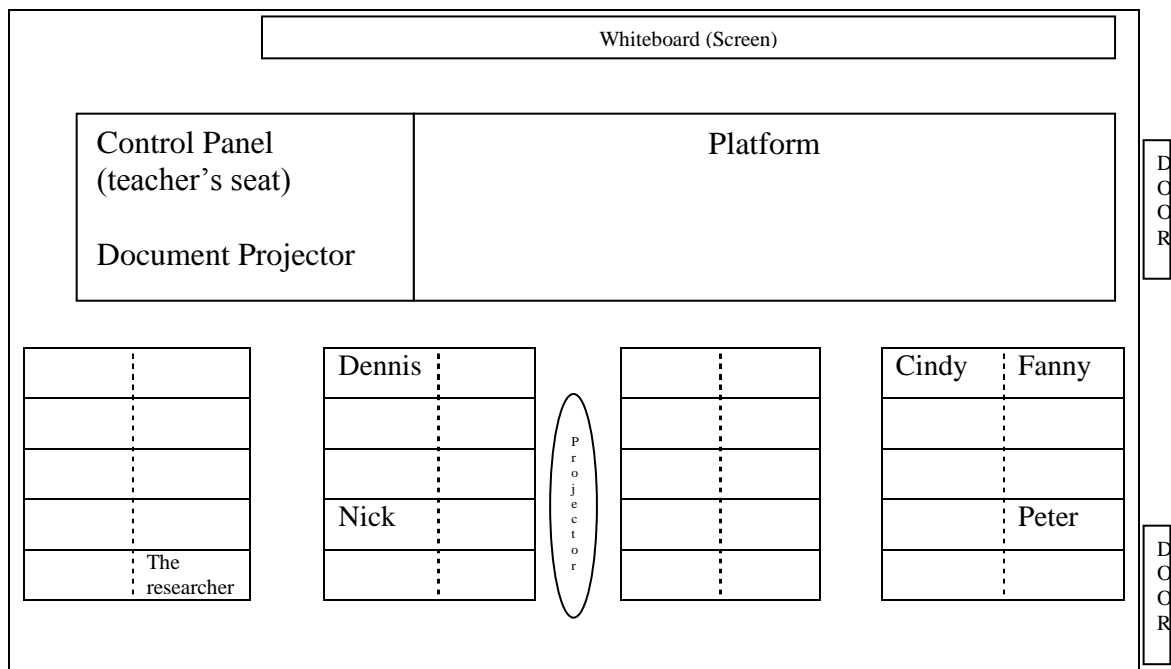 Whiteboard (Screen)
Control Panel
(teacher's seat)
Document Projector
Platform
DOOR
Dennis
Cindy
Fanny
Projector
Nick
Peter
The
researcher
DOOR